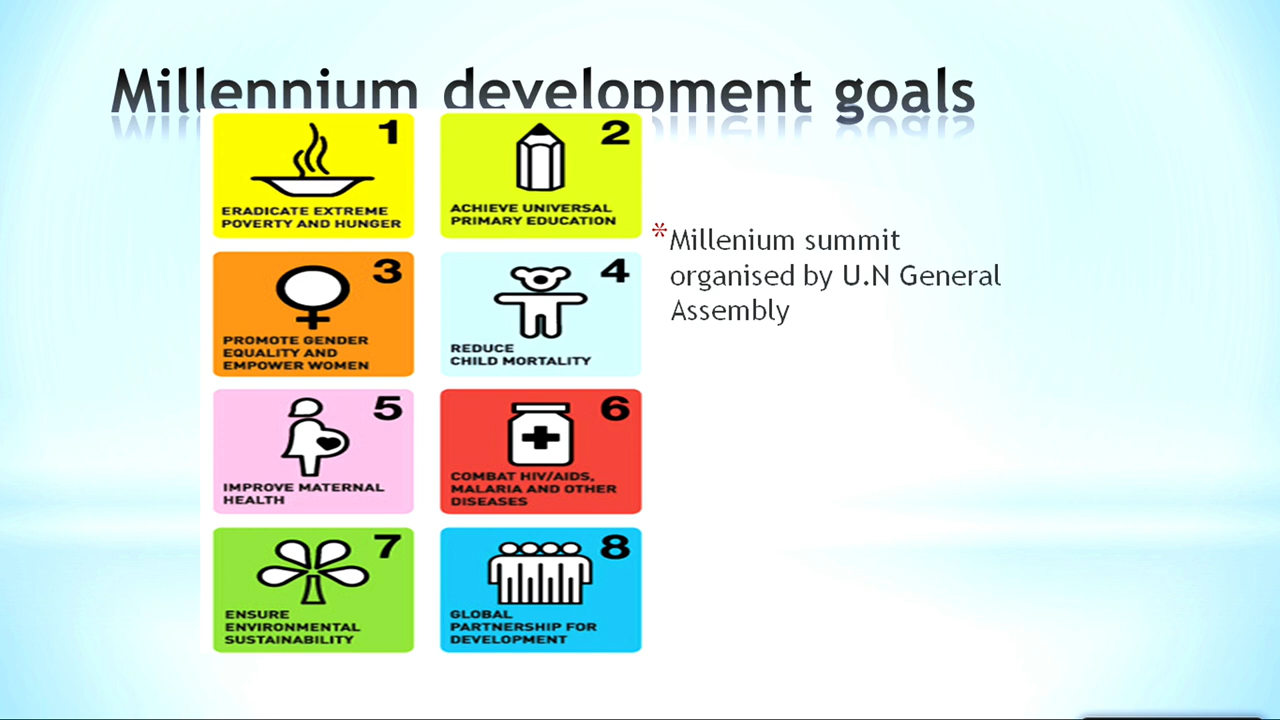 Millennium development goals
1
ERADICATE EXTREME
POVERTY AND HUNGER
2
ACHIEVE UNIVERSAL
PRIMARY EDUCATION
3
PROMOTE GENDER
EQUALITY AND
EMPOWER WOMEN
4
REDUCE
CHILD MORTALITY
5
IMPROVE MATERNAL
HEALTH
6
COMBAT HIV/AIDS,
MALARIA AND OTHER
DISEASES
7
ENSURE
ENVIRONMENTAL
SUSTAINABILITY
8
GLOBAL
PARTNERSHIP FOR
DEVELOPMENT
*Millenium summit
organised by U.N General
Assembly